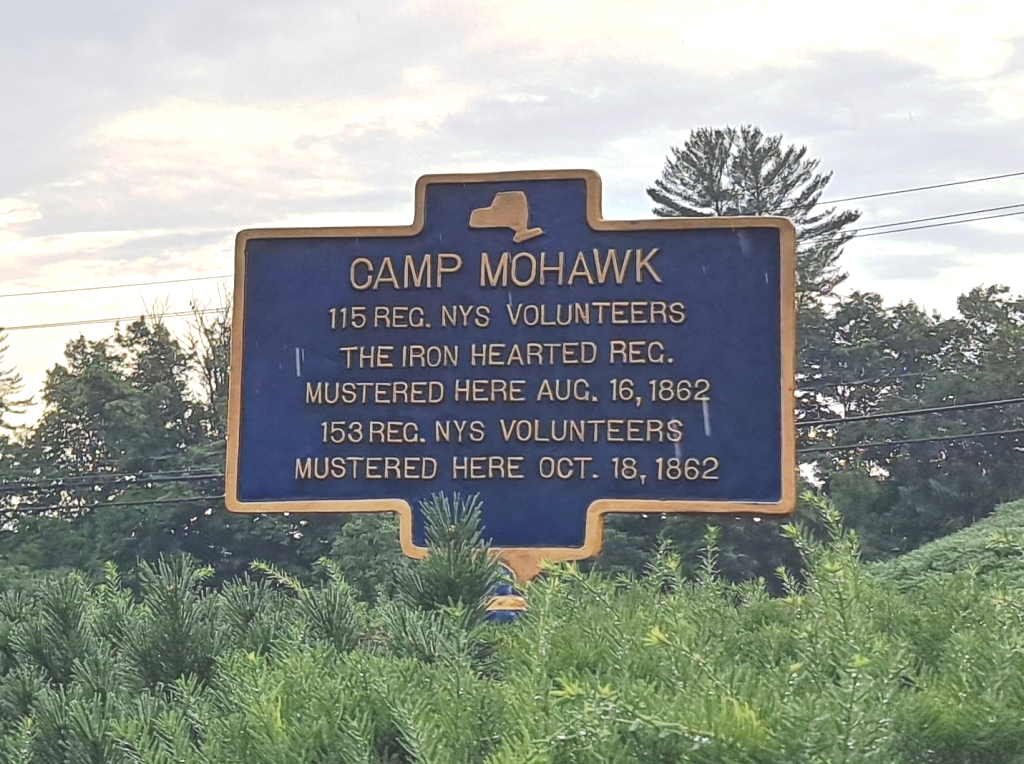 CAMP MOHAWK
115 REG. NYS VOLUNTEERS
THE IRON HEARTED REG.
MUSTERED HERE AUG. 16, 1862
153 REG. NYS VOLUNTEERS
MUSTERED HERE OCT. 18, 1862